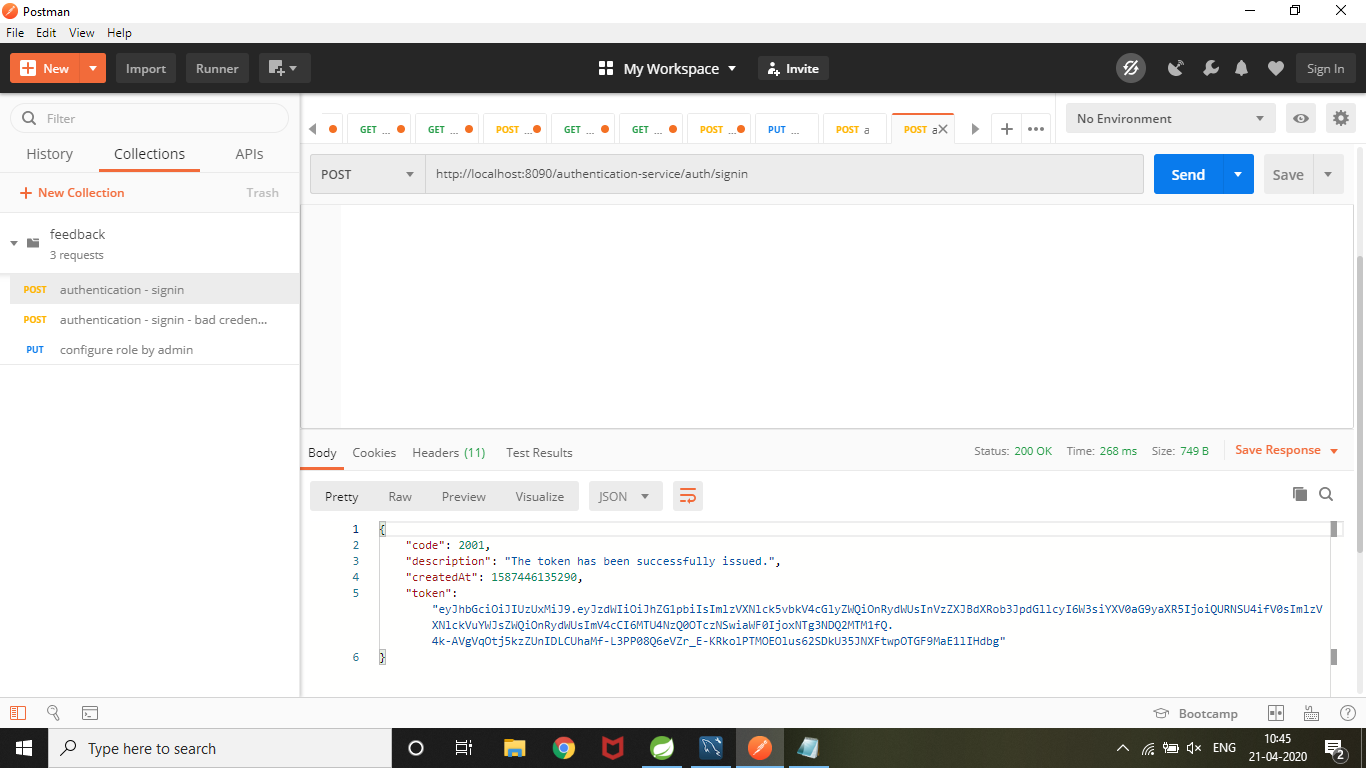 Postman
File Edit View Help
New Import Runner My Workspace Invite Sign In
Filter
History Collections APIs
New Collection Trash
feedback
3 requests
POST authentication - signin
POST authentication - signin - bad creden...
PUT configure role by admin
GET ... GET ... POST ... GET ... GET ... POST ... PUT ... POST a POST a
No Environment
POST http://localhost:8090/authentication-service/auth/signin Send Save
Body Cookies Headers (11) Test Results Status: 200 OK Time: 268 ms Size: 749 B Save Response
Pretty Raw Preview Visualize JSON
1 {
2 "code": 2001,
3 "description": "The token has been successfully issued.",
4 "createdAt": 1587446135290,
5 "token":
"eyJhbGciOiJIUzUxMiJ9.eyJzdWIiOiJhZG1pbiIsImlzVXNlck5vbkV4cGlyZWQiOnRydWUsInVzZXJBdXRob3JpdGllcyI6W3siYXV0aG9yaXR5IjoiQURNSU4ifV0sImlzV
XNlckVuYWJsZWQiOnRydWUsImV4cCI6MTU4NzQ0OTczNSwiaWF0IjoxNTg3NDQ2MTM1fQ.
4k-AVgVqOtj5kzZUnIDLCUhaMf-L3PP08Q6eVZr_E-KRkolPTMOEOlus62SDkU35JNXFtwpOTGF9MaE1lIHdbg"
6 }
Bootcamp
Type here to search
ENG
10:45
21-04-2020
2